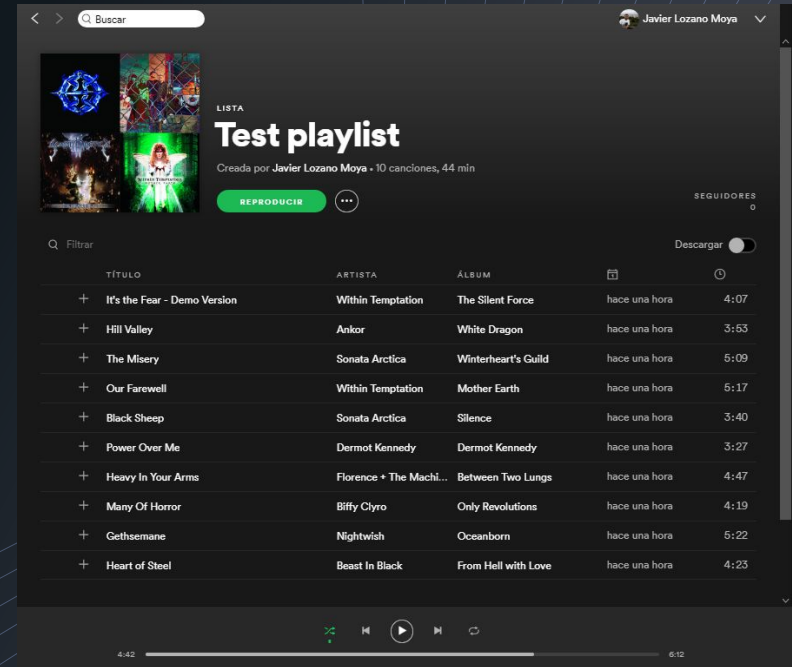 Buscar
Javier Lozano Moya
LISTA
Test playlist
Creada por Javier Lozano Moya • 10 canciones, 44 min
REPRODUCIR
SEGUIDORES
0
Filtrar
Descargar
TÍTULO ARTISTA ÁLBUM
It's the Fear - Demo Version Within Temptation The Silent Force hace una hora 4:07
Hill Valley Ankor White Dragon hace una hora 3:53
The Misery Sonata Arctica Winterheart's Guild hace una hora 5:09
Our Farewell Within Temptation Mother Earth hace una hora 5:17
Black Sheep Sonata Arctica Silence hace una hora 3:40
Power Over Me Dermot Kennedy Dermot Kennedy hace una hora 3:27
Heavy In Your Arms Florence + The Machi... Between Two Lungs hace una hora 4:47
Many Of Horror Biffy Clyro Only Revolutions hace una hora 4:19
Gethsemane Nightwish Oceanborn hace una hora 5:22
Heart of Steel Beast In Black From Hell with Love hace una hora 4:23
4:42 6:12